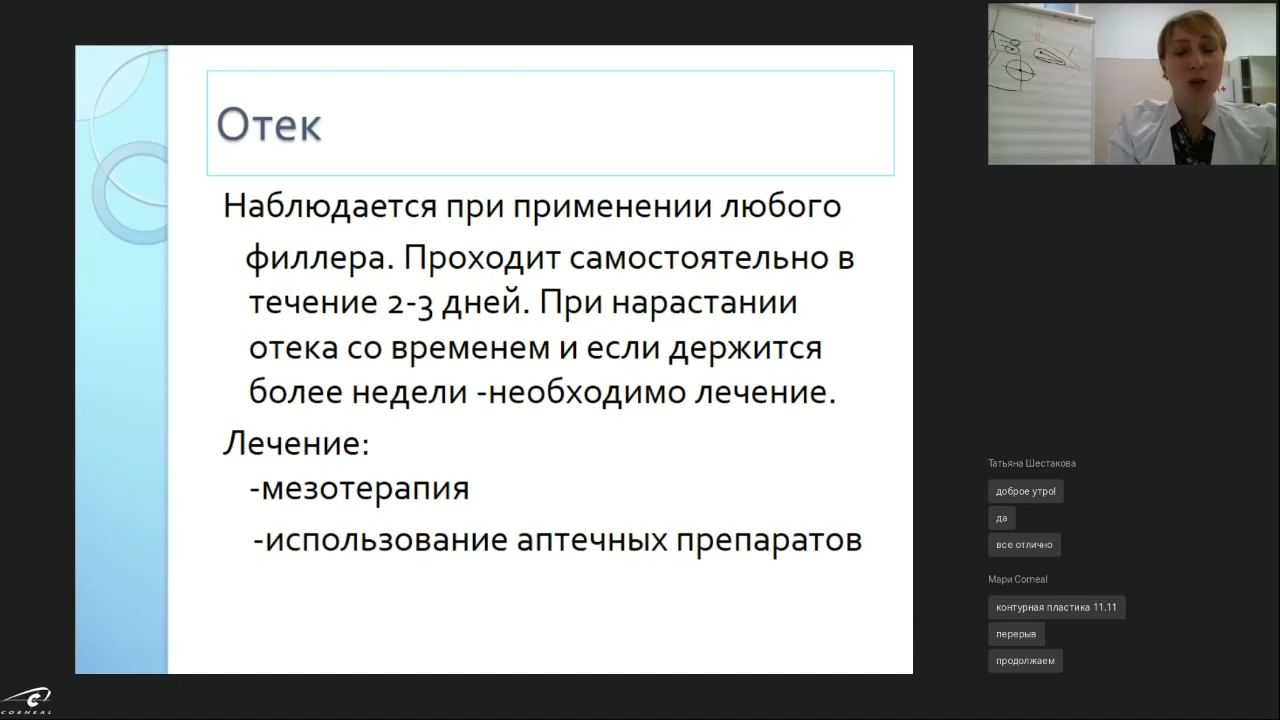 Отек
Наблюдается при применении любого
филлера. Проходит самостоятельно в
течение 2-3 дней. При нарастании
отека со временем и если держится
более недели -необходимо лечение.
Лечение:
-мезотерапия
-использование аптечных препаратов
Татьяна Шестакова
доброе утро!
да
все отлично
Мари Corneal
контурная пластика 11.11
перерыв
продолжаем
CORNEAL